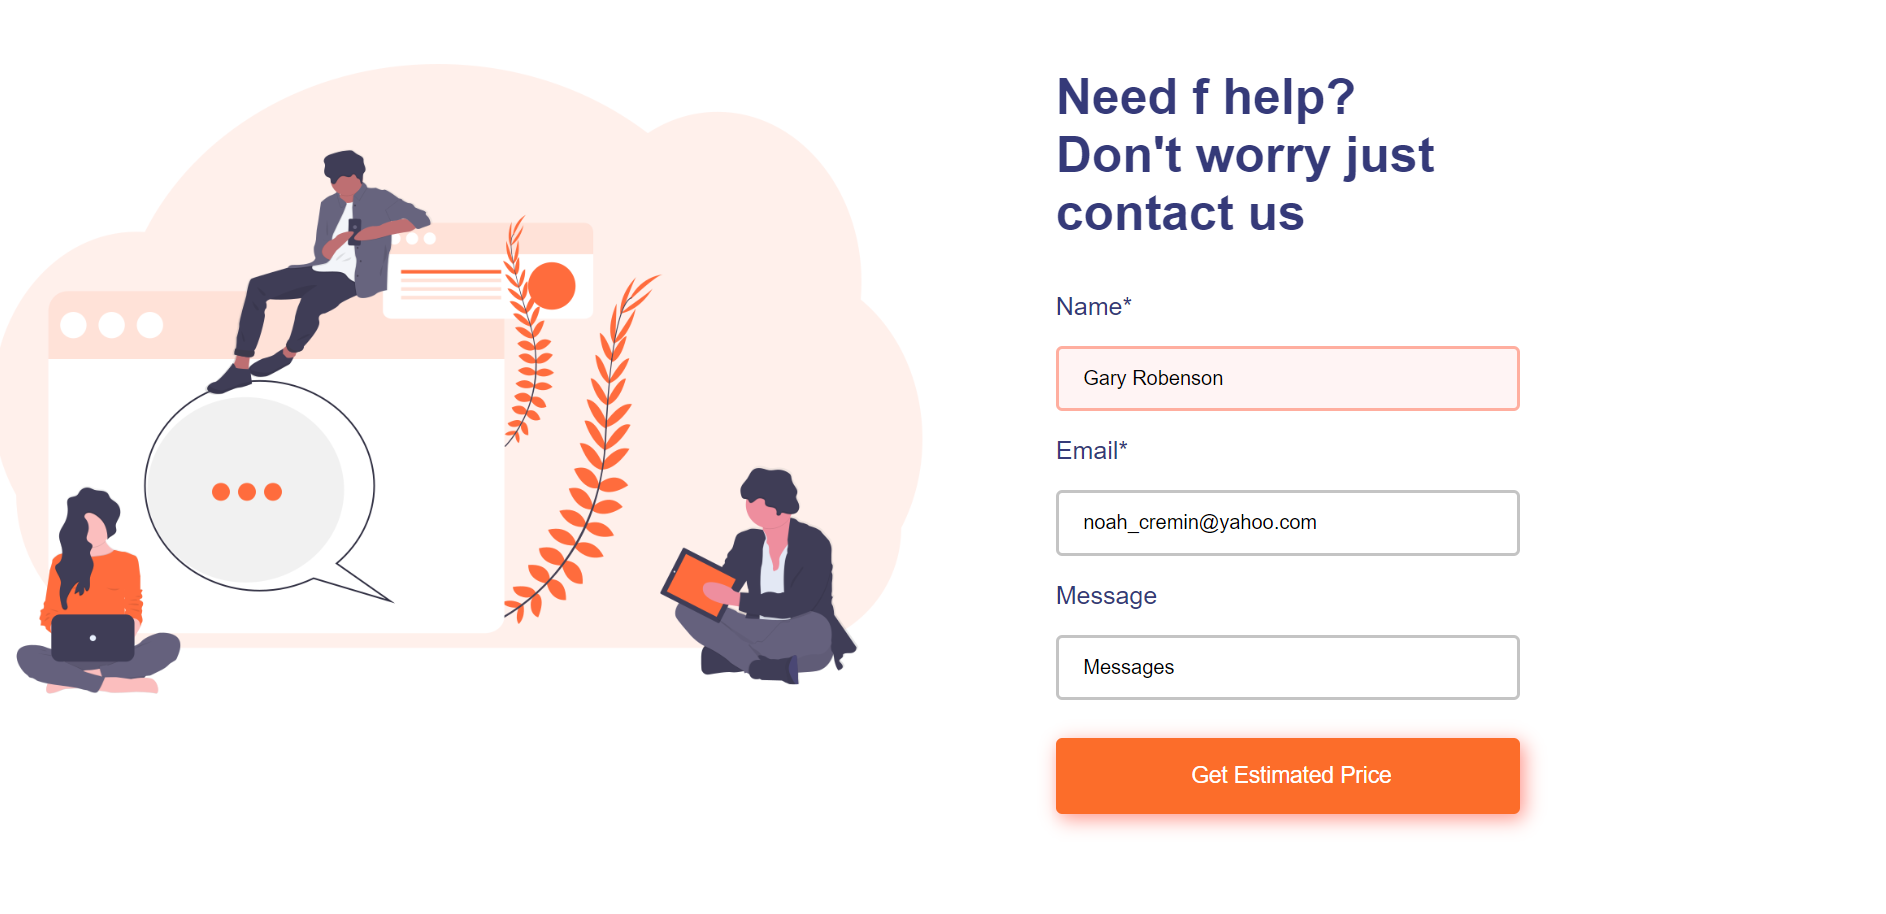 Need f help?
Don't worry just
contact us
Name*
Gary Robenson
Email*
noah_cremin@yahoo.com
Message
Messages
Get Estimated Price